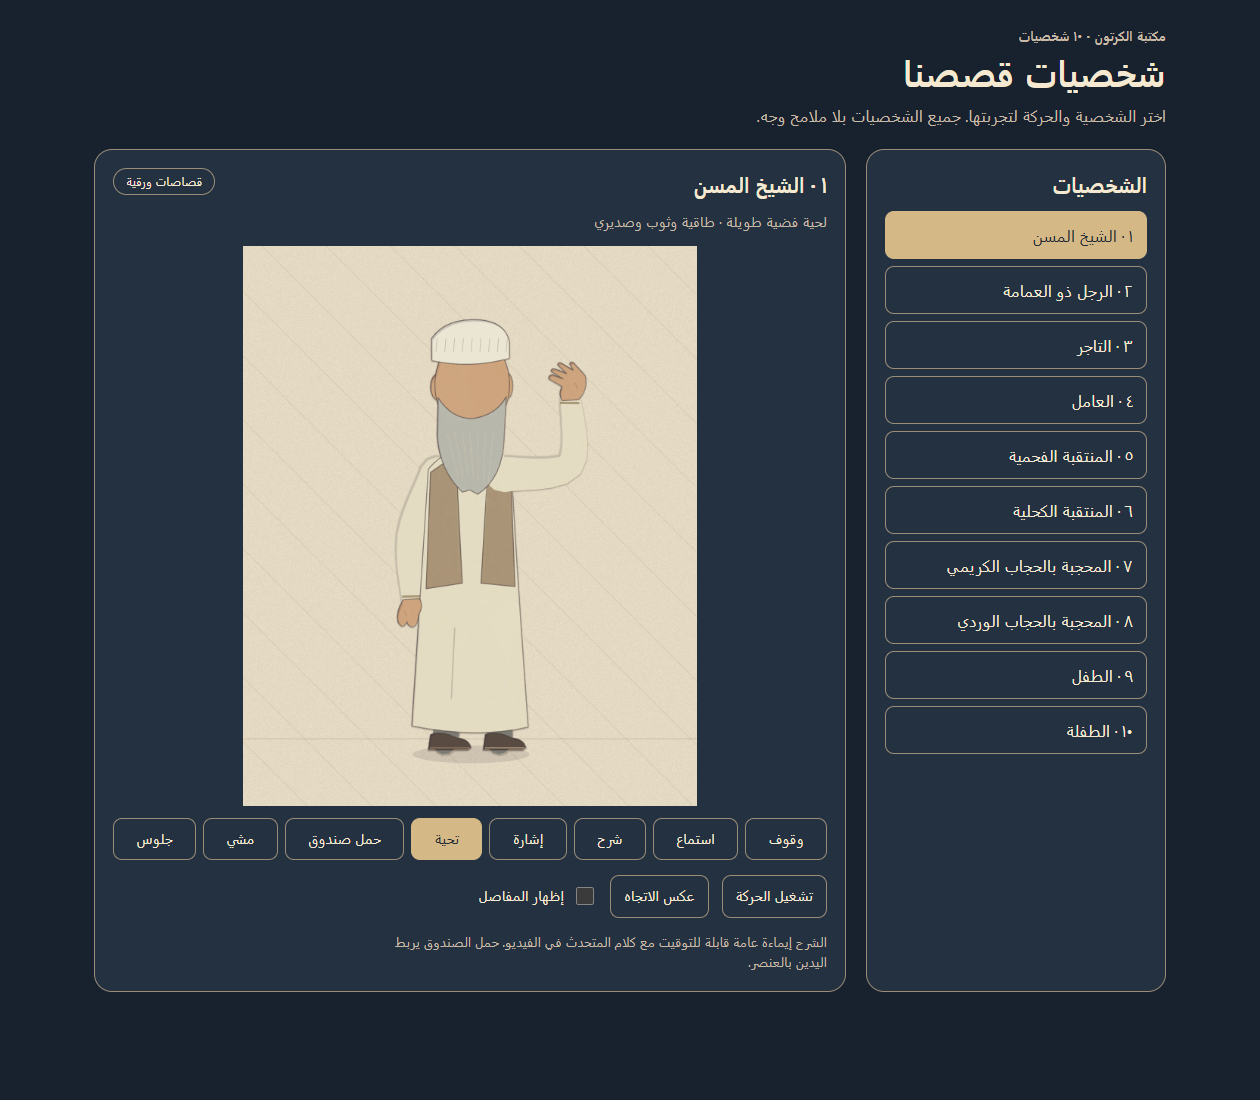 مكتبة الكرتون · ١٠ شخصيات
شخصيات قصصنا
اختر الشخصية والحركة لتجربتها. جميع الشخصيات بلا ملامح وجه.
الشخصيات
٠١ · الشيخ المسن
٠٢ · الرجل ذو العمامة
٠٣ · التاجر
٠٤ · العامل
٠٥ · المنتقبة الفحمية
٠٦ · المنتقبة الكحلية
٠٧ · المحجبة بالحجاب الكريمي
٠٨ · المحجبة بالحجاب الوردي
٠٩ · الطفل
١٠ · الطفلة
٠١ · الشيخ المسن
قصاصات ورقية
لحية فضية طويلة · طاقية وثوب وصديري
وقوف
استماع
شرح
إشارة
تحية
حمل صندوق
مشي
جلوس
تشغيل الحركة
عكس الاتجاه
إظهار المفاصل
الشرح إيماءة عامة قابلة للتوقيت مع كلام المتحدث في الفيديو. حمل الصندوق يربط
اليدين بالعنصر.